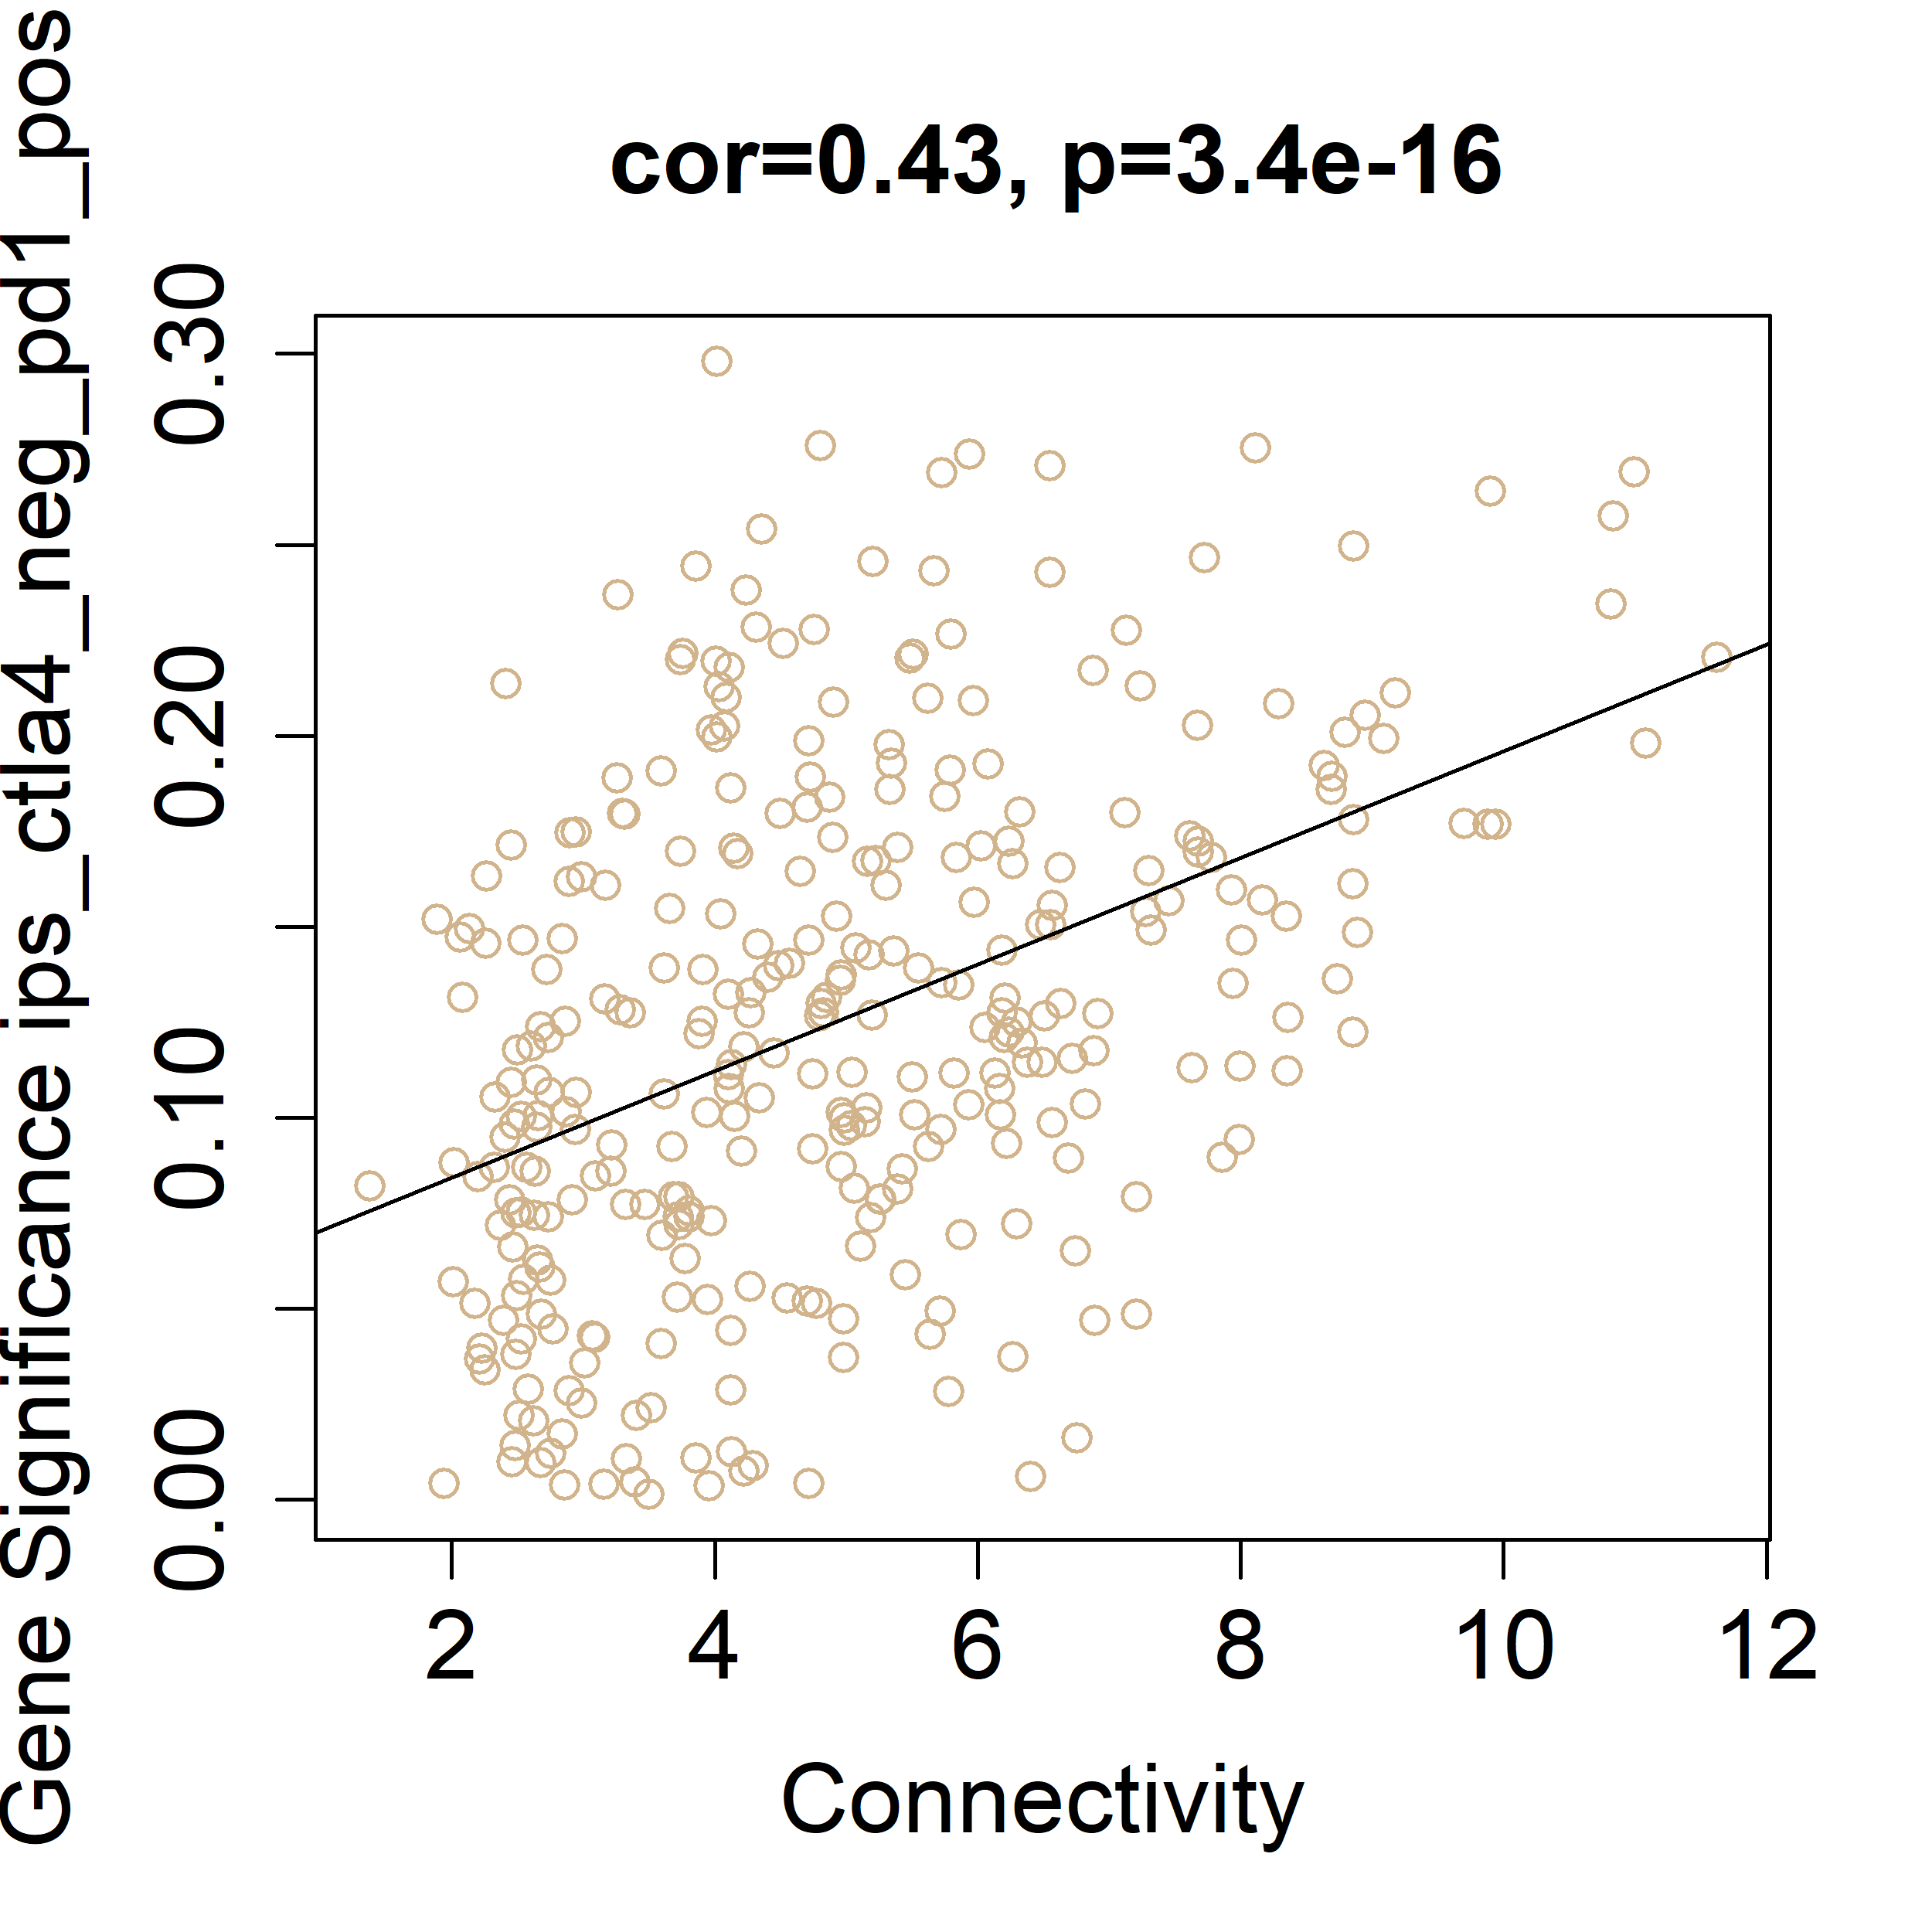 cor=0.43, p=3.4e-16
Gene Significance ips_ctla4_neg_pd1_pos
0.30
0.20
0.10
0.00
2 4 6 8 10 12
Connectivity